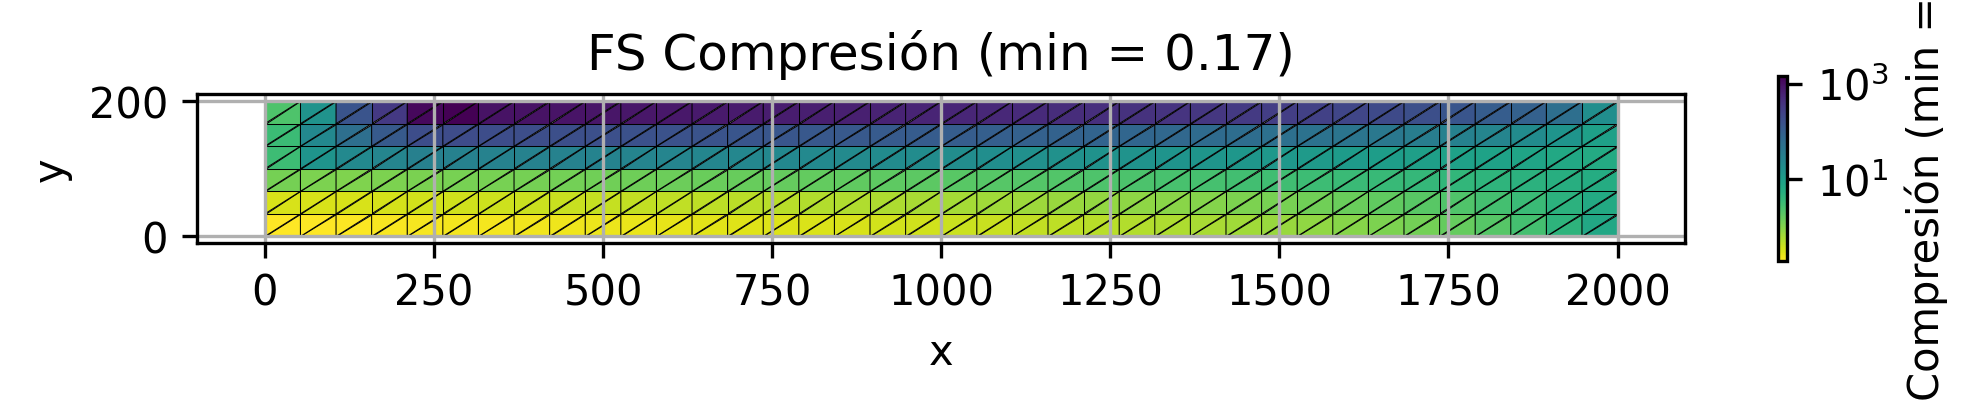 FS Compresión (min = 0.17)
200
0
y
0 250 500 750 1000 1250 1500 1750 2000
x
10³
10¹
Compresión (min =